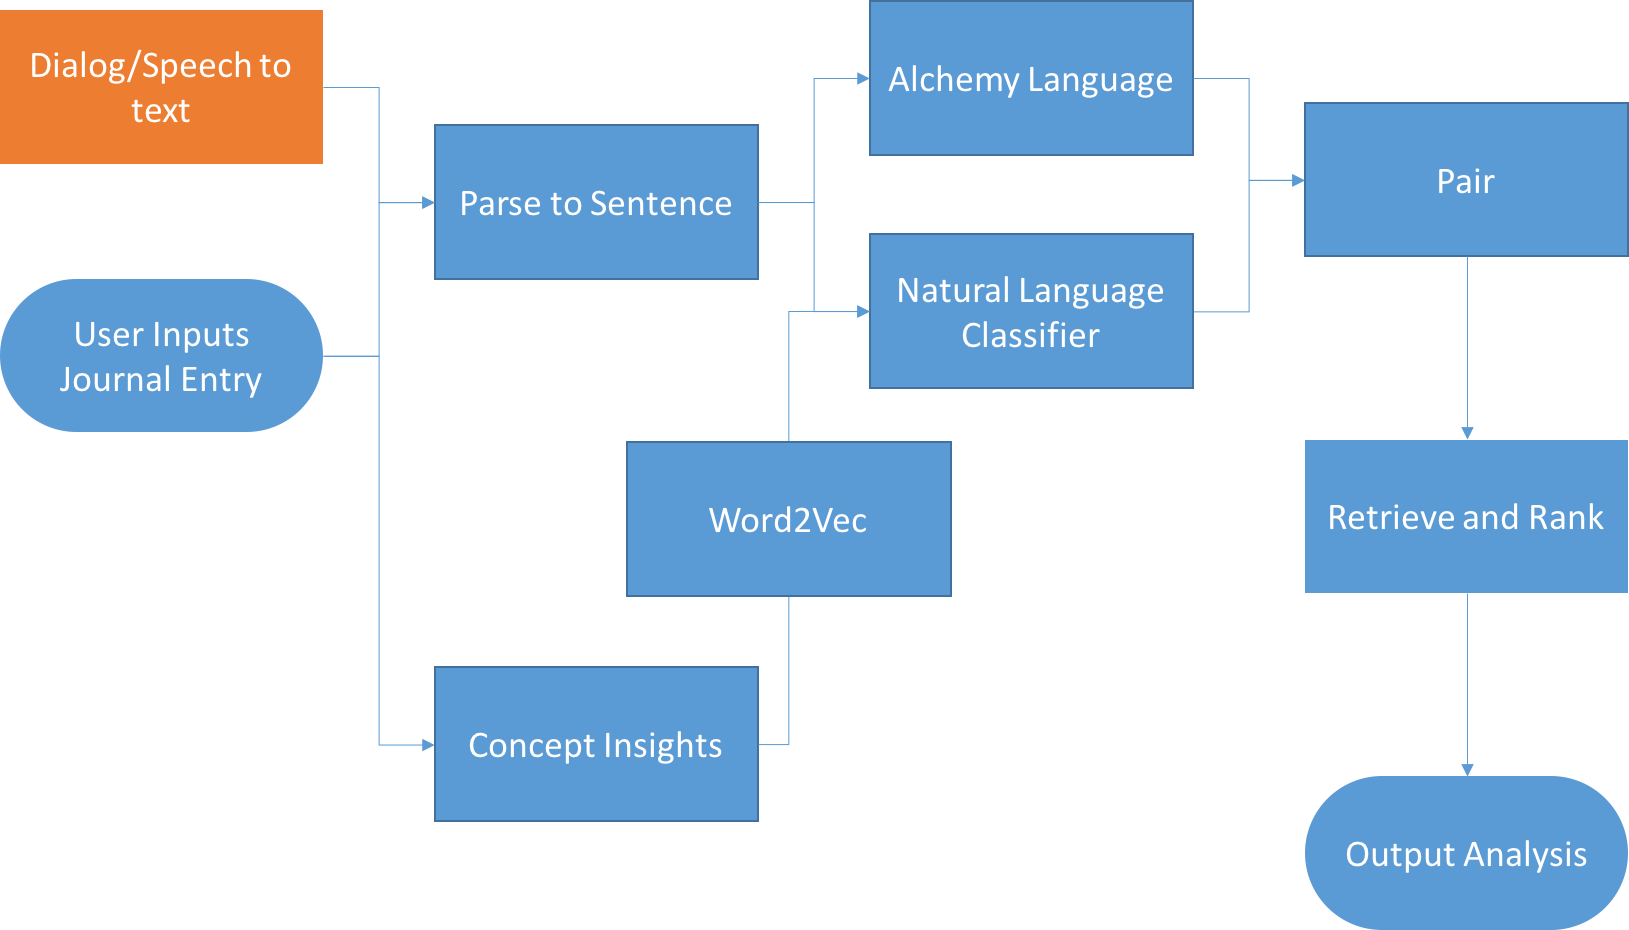 Dialog/Speech to
text
User Inputs
Journal Entry
Parse to Sentence
Concept Insights
Word2Vec
Alchemy Language
Natural Language
Classifier
Pair
Retrieve and Rank
Output Analysis